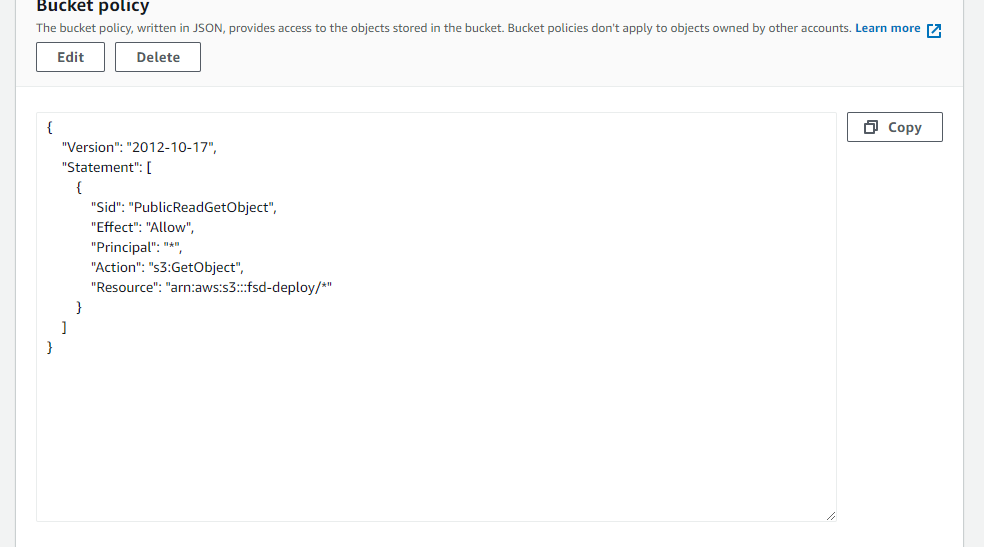 Bucket policy
The bucket policy, written in JSON, provides access to the objects stored in the bucket. Bucket policies don't apply to objects owned by other accounts. Learn more
Edit Delete
Copy
{
"Version": "2012-10-17",
"Statement": [
{
"Sid": "PublicReadGetObject",
"Effect": "Allow",
"Principal": "*",
"Action": "s3:GetObject",
"Resource": "arn:aws:s3:::fsd-deploy/*"
}
]
}